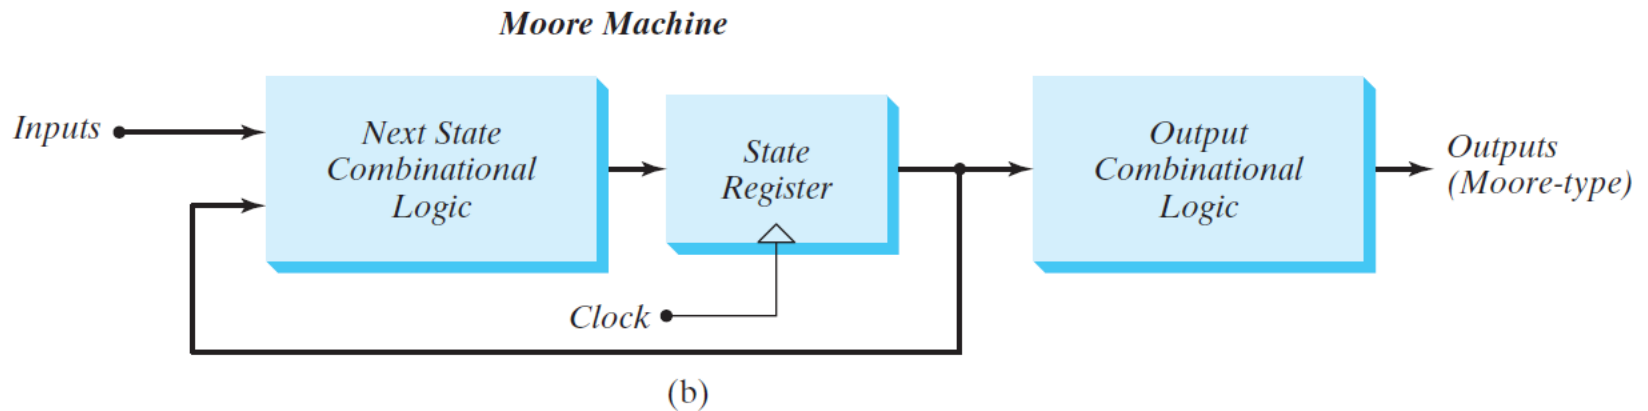 Moore Machine
Inputs
Next State
Combinational
Logic
State
Register
Output
Combinational
Logic
Outputs
(Moore-type)
Clock
(b)